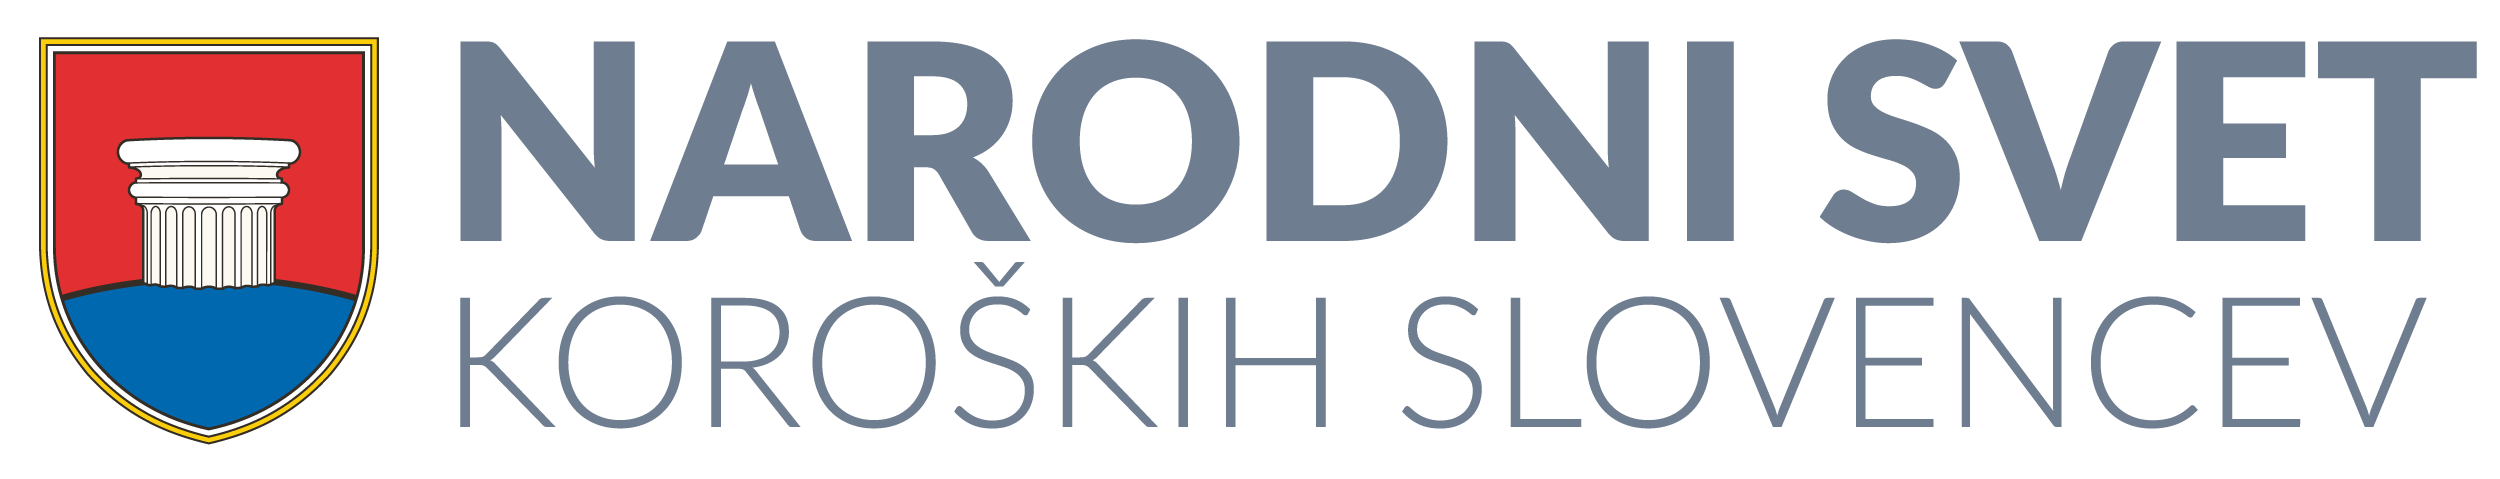 NARODNI SVET
KOROŠKIH SLOVENCEV